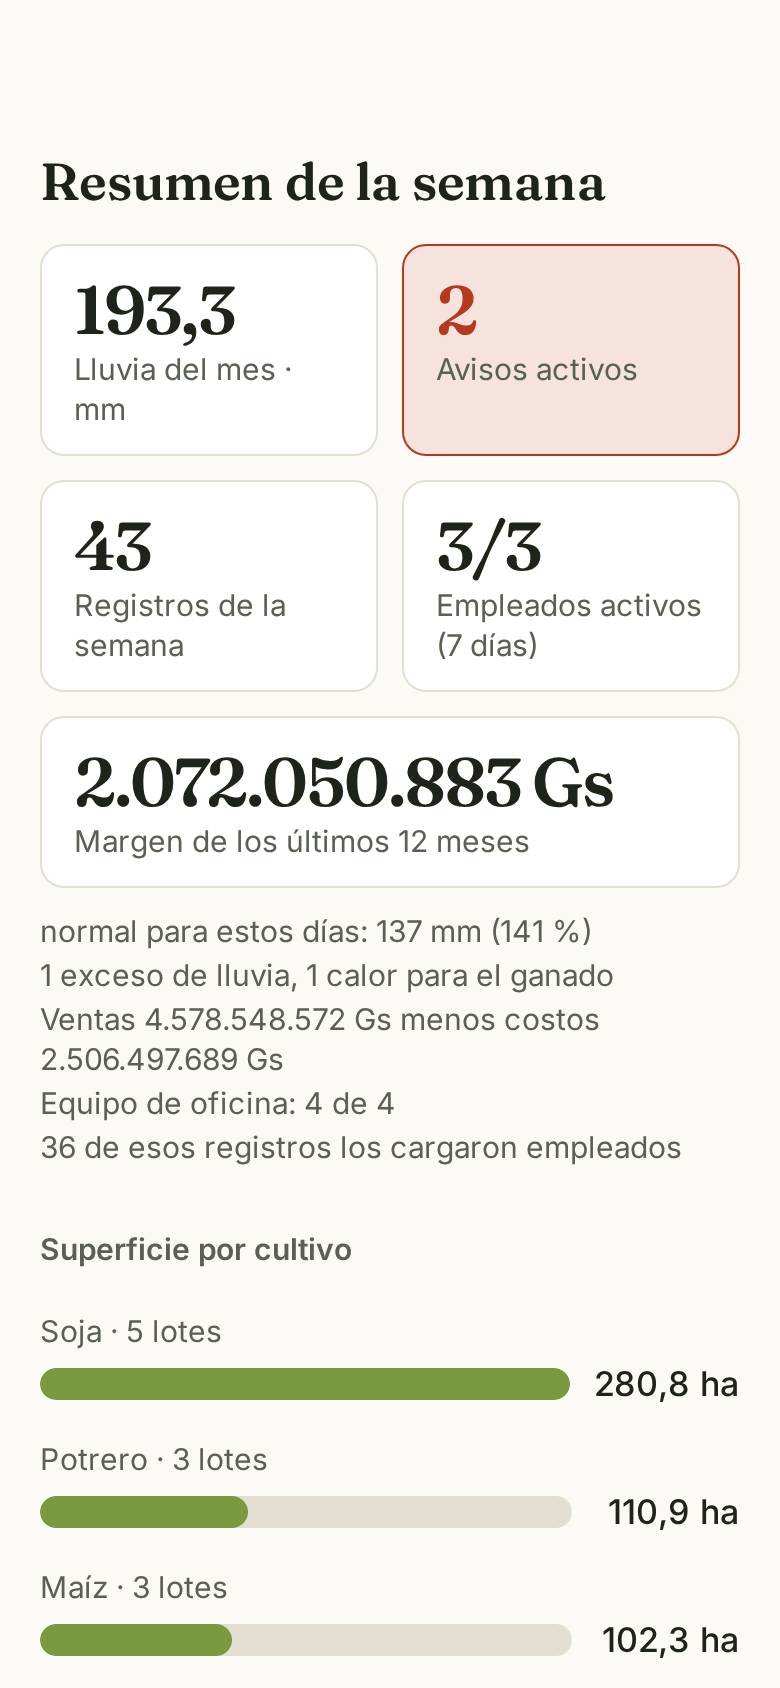 Resumen de la semana
193,3
Lluvia del mes ·
mm
2
Avisos activos
43
Registros de la
semana
3/3
Empleados activos
(7 días)
2.072.050.883 Gs
Margen de los últimos 12 meses
normal para estos días: 137 mm (141 %)
1 exceso de lluvia, 1 calor para el ganado
Ventas 4.578.548.572 Gs menos costos
2.506.497.689 Gs
Equipo de oficina: 4 de 4
36 de esos registros los cargaron empleados
Superficie por cultivo
Soja · 5 lotes
280,8 ha
Potrero · 3 lotes
110,9 ha
Maíz · 3 lotes
102,3 ha